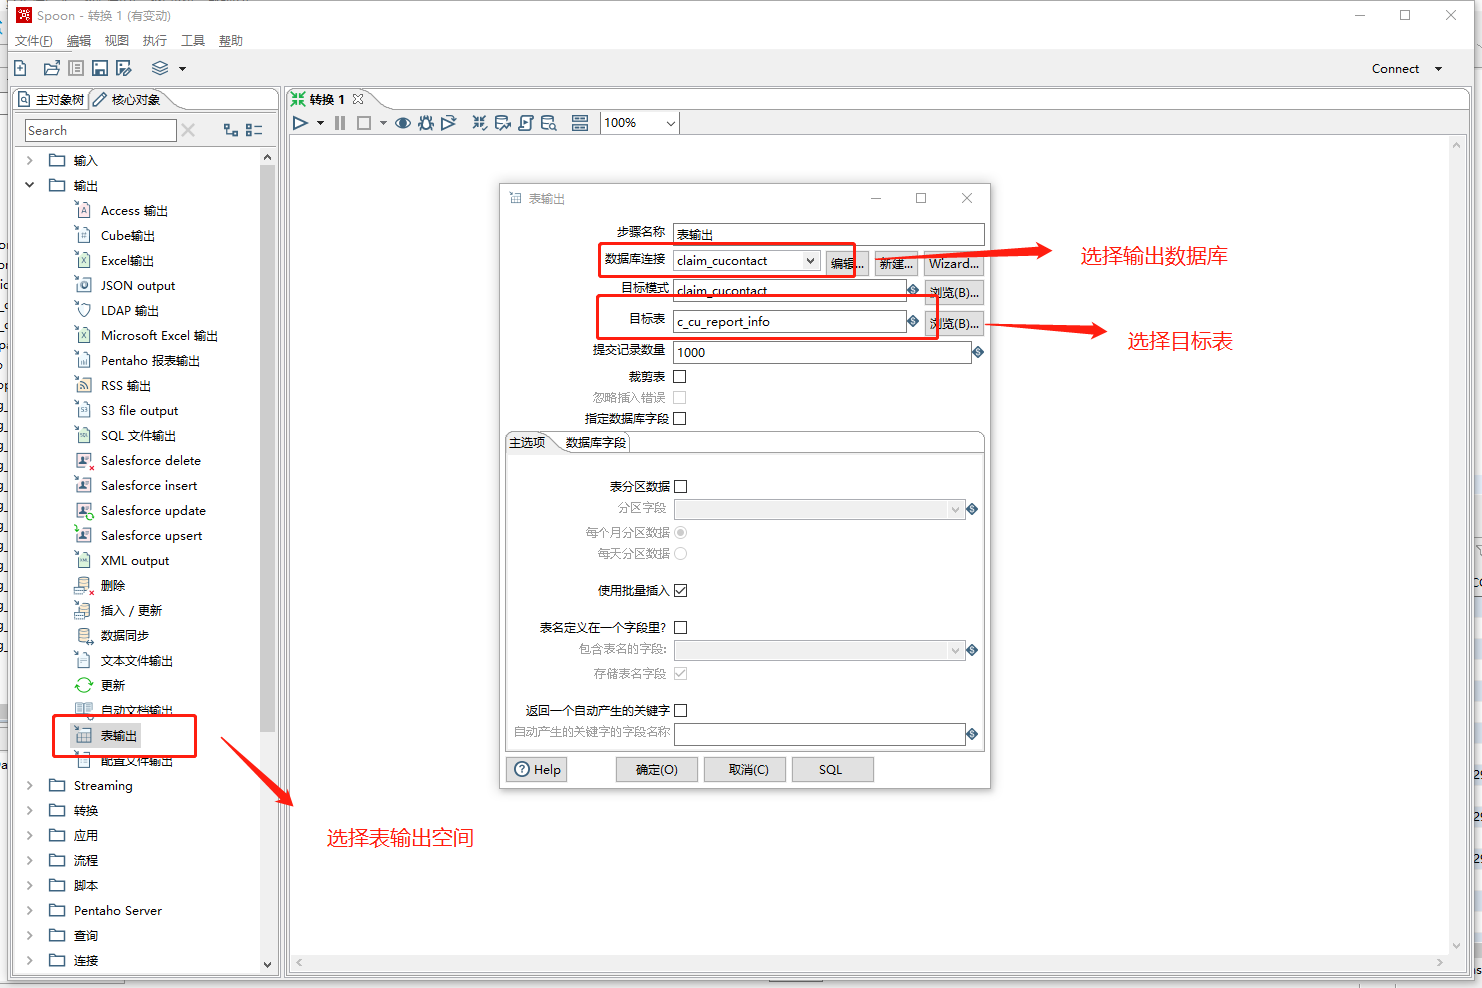 Spoon - 转换 1 (有变动)
文件(F) 编辑 视图 执行 工具 帮助
Connect
主对象树 核心对象
转换 1
Search
100%
输入
输出
Access 输出
Cube输出
Excel输出
JSON output
LDAP 输出
Microsoft Excel 输出
Pentaho 报表输出
RSS 输出
S3 file output
SQL 文件输出
Salesforce delete
Salesforce insert
Salesforce update
Salesforce upsert
XML output
删除
插入 / 更新
数据同步
文本文件输出
更新
自动文档输出
表输出
配置文件输出
Streaming
转换
应用
流程
脚本
Pentaho Server
查询
连接
表输出
步骤名称 表输出
数据库连接 claim_cucontact 编辑... 新建... Wizard...
目标模式 claim_cucontact 浏览(B)...
目标表 c_cu_report_info 浏览(B)...
提交记录数量 1000
裁剪表
忽略插入错误
指定数据库字段
主选项 数据库字段
表分区数据
分区字段
每个月分区数据
每天分区数据
使用批量插入
表名定义在一个字段里?
包含表名的字段:
存储表名字段
返回一个自动产生的关键字
自动产生的关键字的字段名称
Help 确定(O) 取消(C) SQL
选择输出数据库
选择目标表
选择表输出空间